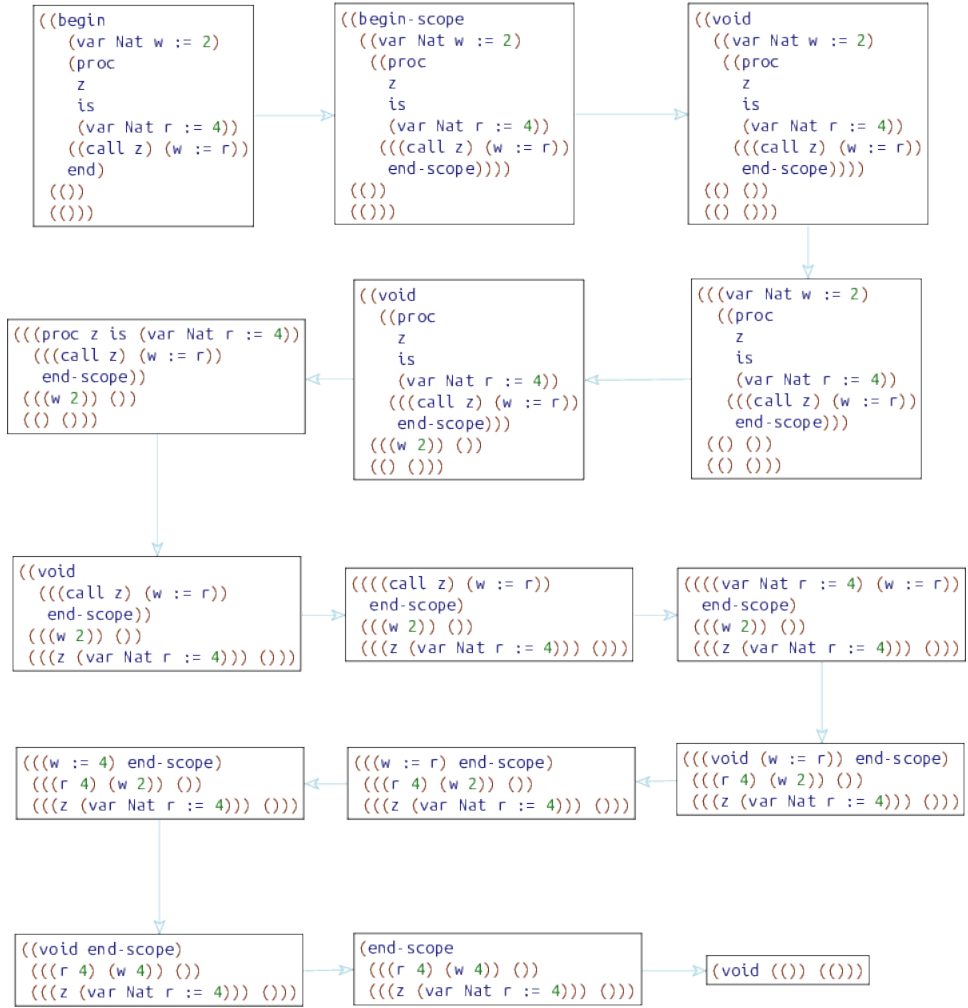 ((begin
(var Nat w := 2)
(proc
z
is
(var Nat r := 4))
((call z) (w := r))
end)
(())
(()))
((begin-scope
((var Nat w := 2)
((proc
z
is
(var Nat r := 4))
(((call z) (w := r))
end-scope))))
(())
(()))
((void
((var Nat w := 2)
((proc
z
is
(var Nat r := 4))
(((call z) (w := r))
end-scope))))
(() ())
(() ()))
(((var Nat w := 2)
((proc
z
is
(var Nat r := 4))
(((call z) (w := r))
end-scope)))
(() ())
(() ()))
((void
((proc
z
is
(var Nat r := 4))
(((call z) (w := r))
end-scope)))
(((w 2)) ())
(() ()))
(((proc z is (var Nat r := 4))
(((call z) (w := r))
end-scope))
(((w 2)) ())
(() ()))
((void
(((call z) (w := r))
end-scope))
(((w 2)) ())
(((z (var Nat r := 4))) ()))
((((call z) (w := r))
end-scope)
(((w 2)) ())
(((z (var Nat r := 4))) ()))
((((var Nat r := 4) (w := r))
end-scope)
(((w 2)) ())
(((z (var Nat r := 4))) ()))
(((void (w := r)) end-scope)
(((r 4) (w 2)) ())
(((z (var Nat r := 4))) ()))
(((w := r) end-scope)
(((r 4) (w 2)) ())
(((z (var Nat r := 4))) ()))
(((w := 4) end-scope)
(((r 4) (w 2)) ())
(((z (var Nat r := 4))) ()))
((void end-scope)
(((r 4) (w 4)) ())
(((z (var Nat r := 4))) ()))
(end-scope
(((r 4) (w 4)) ())
(((z (var Nat r := 4))) ()))
(void (()) (()))